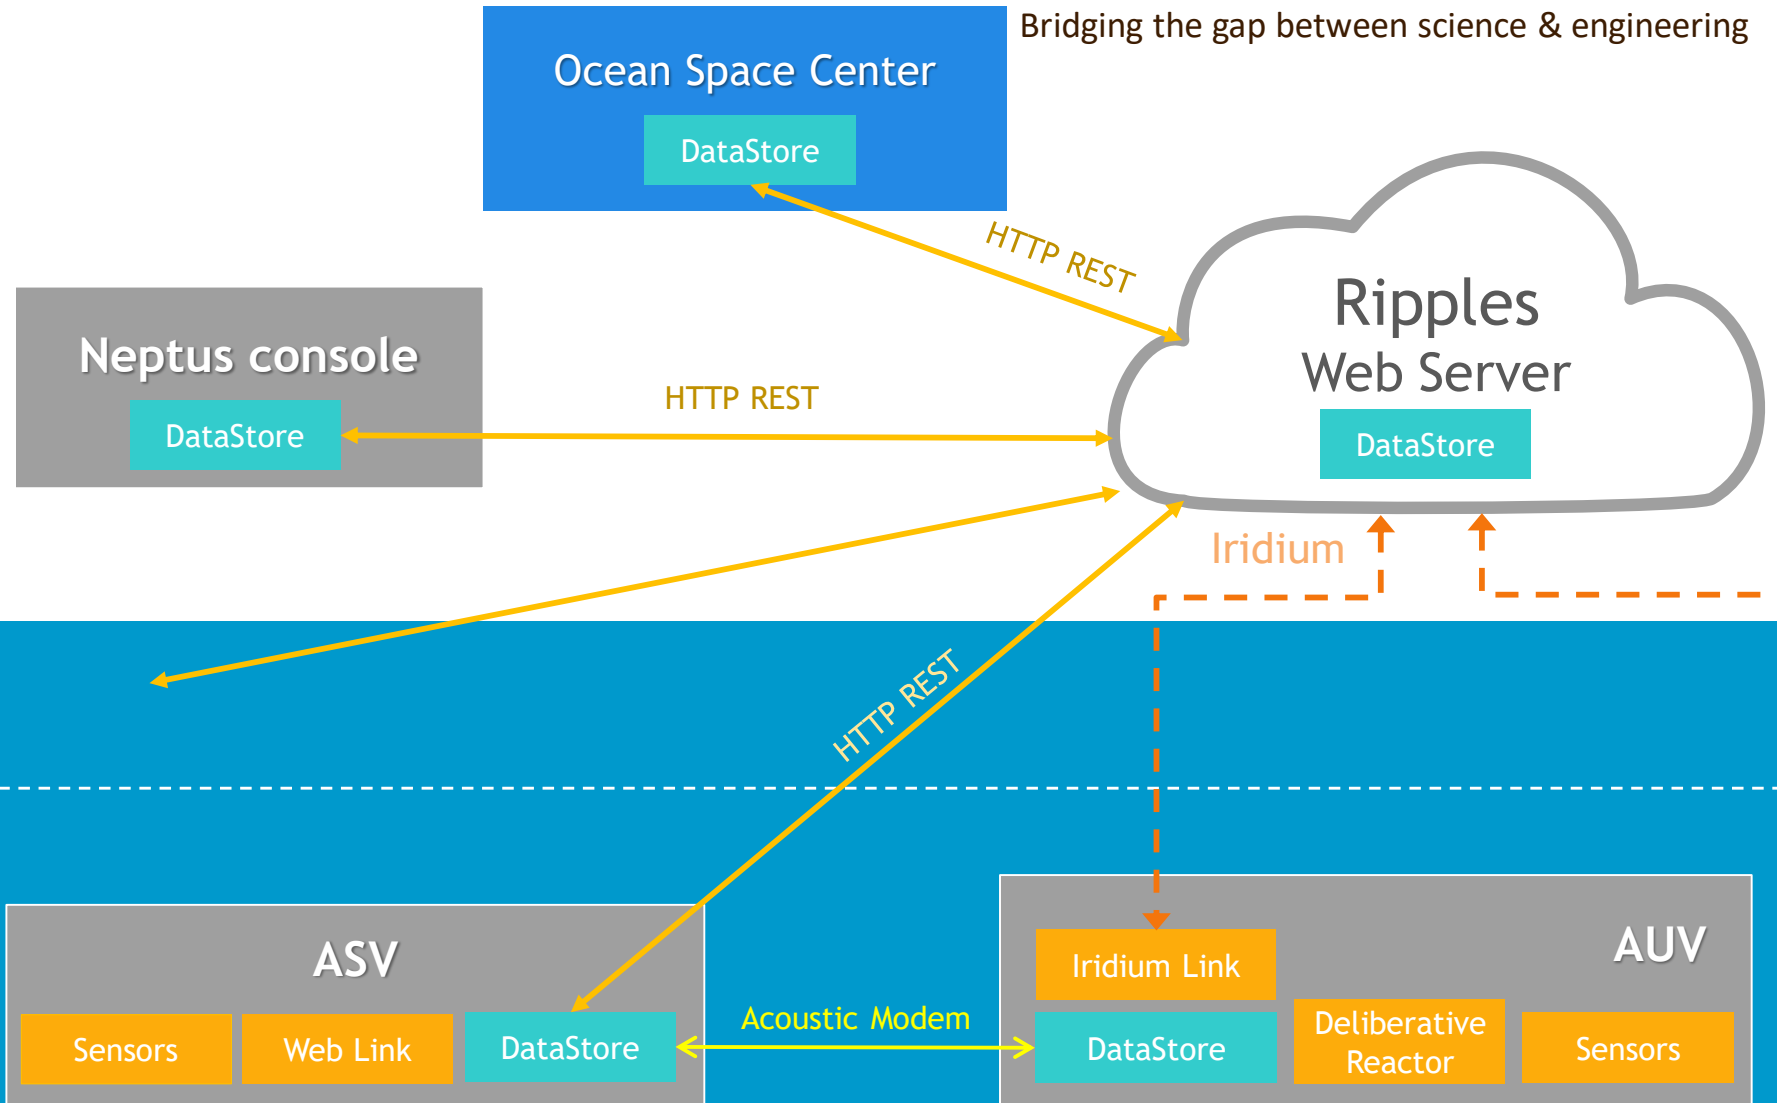 Bridging the gap between science & engineering
Ocean Space Center
DataStore
HTTP REST
Ripples
Web Server
DataStore
Neptus console
DataStore
HTTP REST
Iridium
HTTP REST
ASV
Sensors
Web Link
DataStore
Acoustic Modem
AUV
Iridium Link
DataStore
Deliberative
Reactor
Sensors